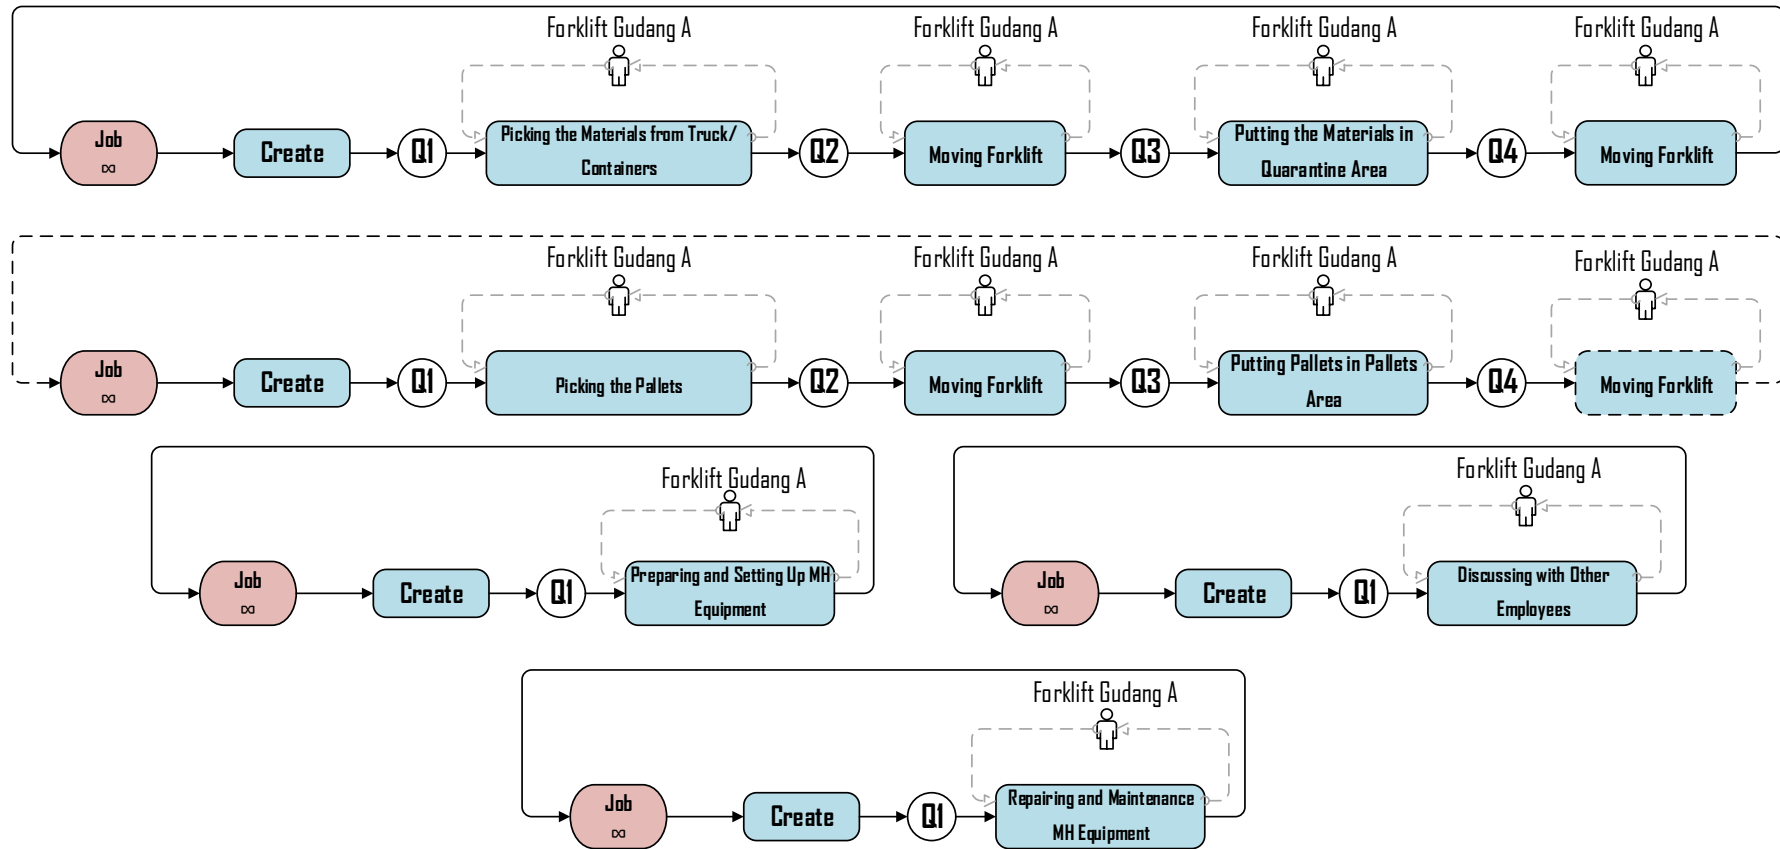 Forklift Gudang A
Forklift Gudang A
Forklift Gudang A
Forklift Gudang A
Job
∞
Create
Q1
Picking the Materials from Truck/
Containers
Q2
Moving Forklift
Q3
Putting the Materials in
Quarantine Area
Q4
Moving Forklift
Forklift Gudang A
Forklift Gudang A
Forklift Gudang A
Forklift Gudang A
Job
∞
Create
Q1
Picking the Pallets
Q2
Moving Forklift
Q3
Putting Pallets in Pallets
Area
Q4
Moving Forklift
Forklift Gudang A
Job
∞
Create
Q1
Preparing and Setting Up MH
Equipment
Forklift Gudang A
Job
∞
Create
Q1
Discussing with Other
Employees
Forklift Gudang A
Job
∞
Create
Q1
Repairing and Maintenance
MH Equipment